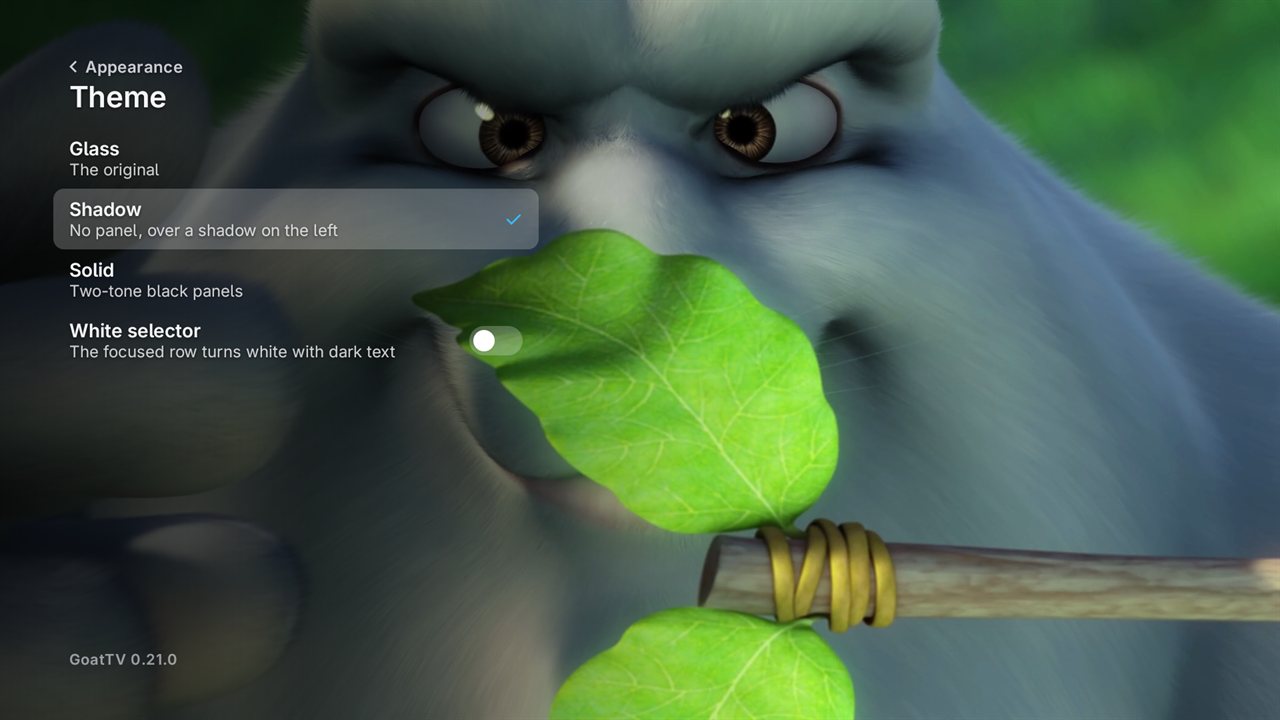 Appearance
Theme
Glass
The original
Shadow
No panel, over a shadow on the left
Solid
Two-tone black panels
White selector
The focused row turns white with dark text
GoatTV 0.21.0